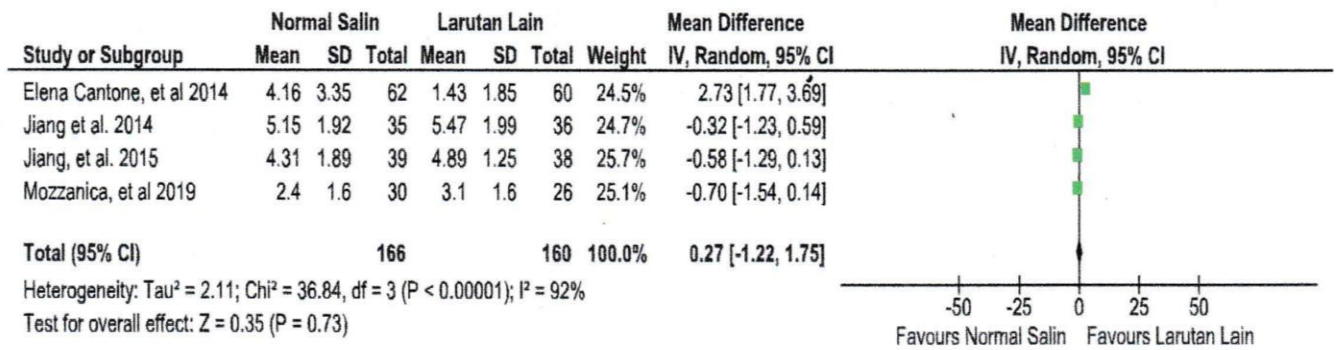 Normal Salin Larutan Lain Mean Difference Mean Difference
Study or Subgroup Mean SD Total Mean SD Total Weight IV, Random, 95% CI IV, Random, 95% CI
Elena Cantone, et al 2014 4.16 3.35 62 1.43 1.85 60 24.5% 2.73 [1.77, 3.69]
Jiang et al. 2014 5.15 1.92 35 5.47 1.99 36 24.7% -0.32 [-1.23, 0.59]
Jiang, et al. 2015 4.31 1.89 39 4.89 1.25 38 25.7% -0.58 [-1.29, 0.13]
Mozzanica, et al 2019 2.4 1.6 30 3.1 1.6 26 25.1% -0.70 [-1.54, 0.14]
Total (95% CI) 166 160 100.0% 0.27 [-1.22, 1.75]
Heterogeneity: Tau² = 2.11; Chi² = 36.84, df = 3 (P < 0.00001); I² = 92%
Test for overall effect: Z = 0.35 (P = 0.73)
-50 -25 0 25 50
Favours Normal Salin Favours Larutan Lain